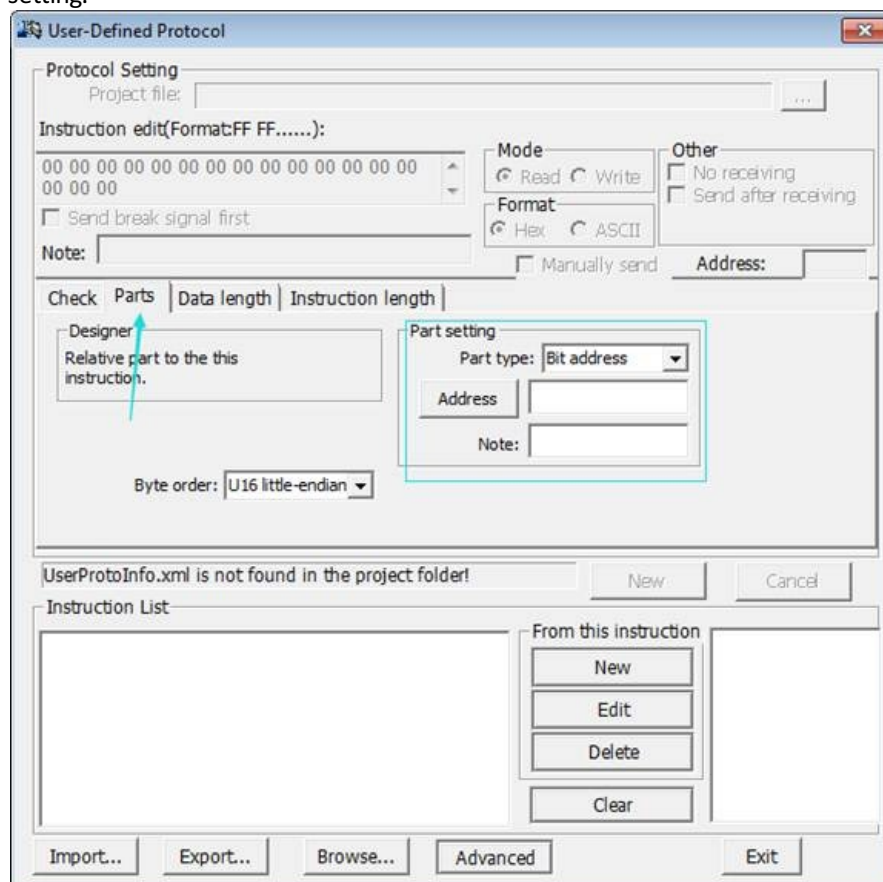 setting.
User-Defined Protocol
Protocol Setting
Project file:
...
Instruction edit(Format:FF FF......):
00 00 00 00 00 00 00 00 00 00 00 00 00 00
00 00 00
Mode
Read Write
Other
No receiving
Send after receiving
Send break signal first
Format
Hex ASCII
Note:
Manually send
Address:
Check Parts Data length Instruction length
Designer
Relative part to the this
instruction.
Part setting
Part type: Bit address
Address
Note:
Byte order: U16 little-endian
UserProtoInfo.xml is not found in the project folder!
New
Cancel
Instruction List
From this instruction
New
Edit
Delete
Clear
Import... Export... Browse... Advanced Exit